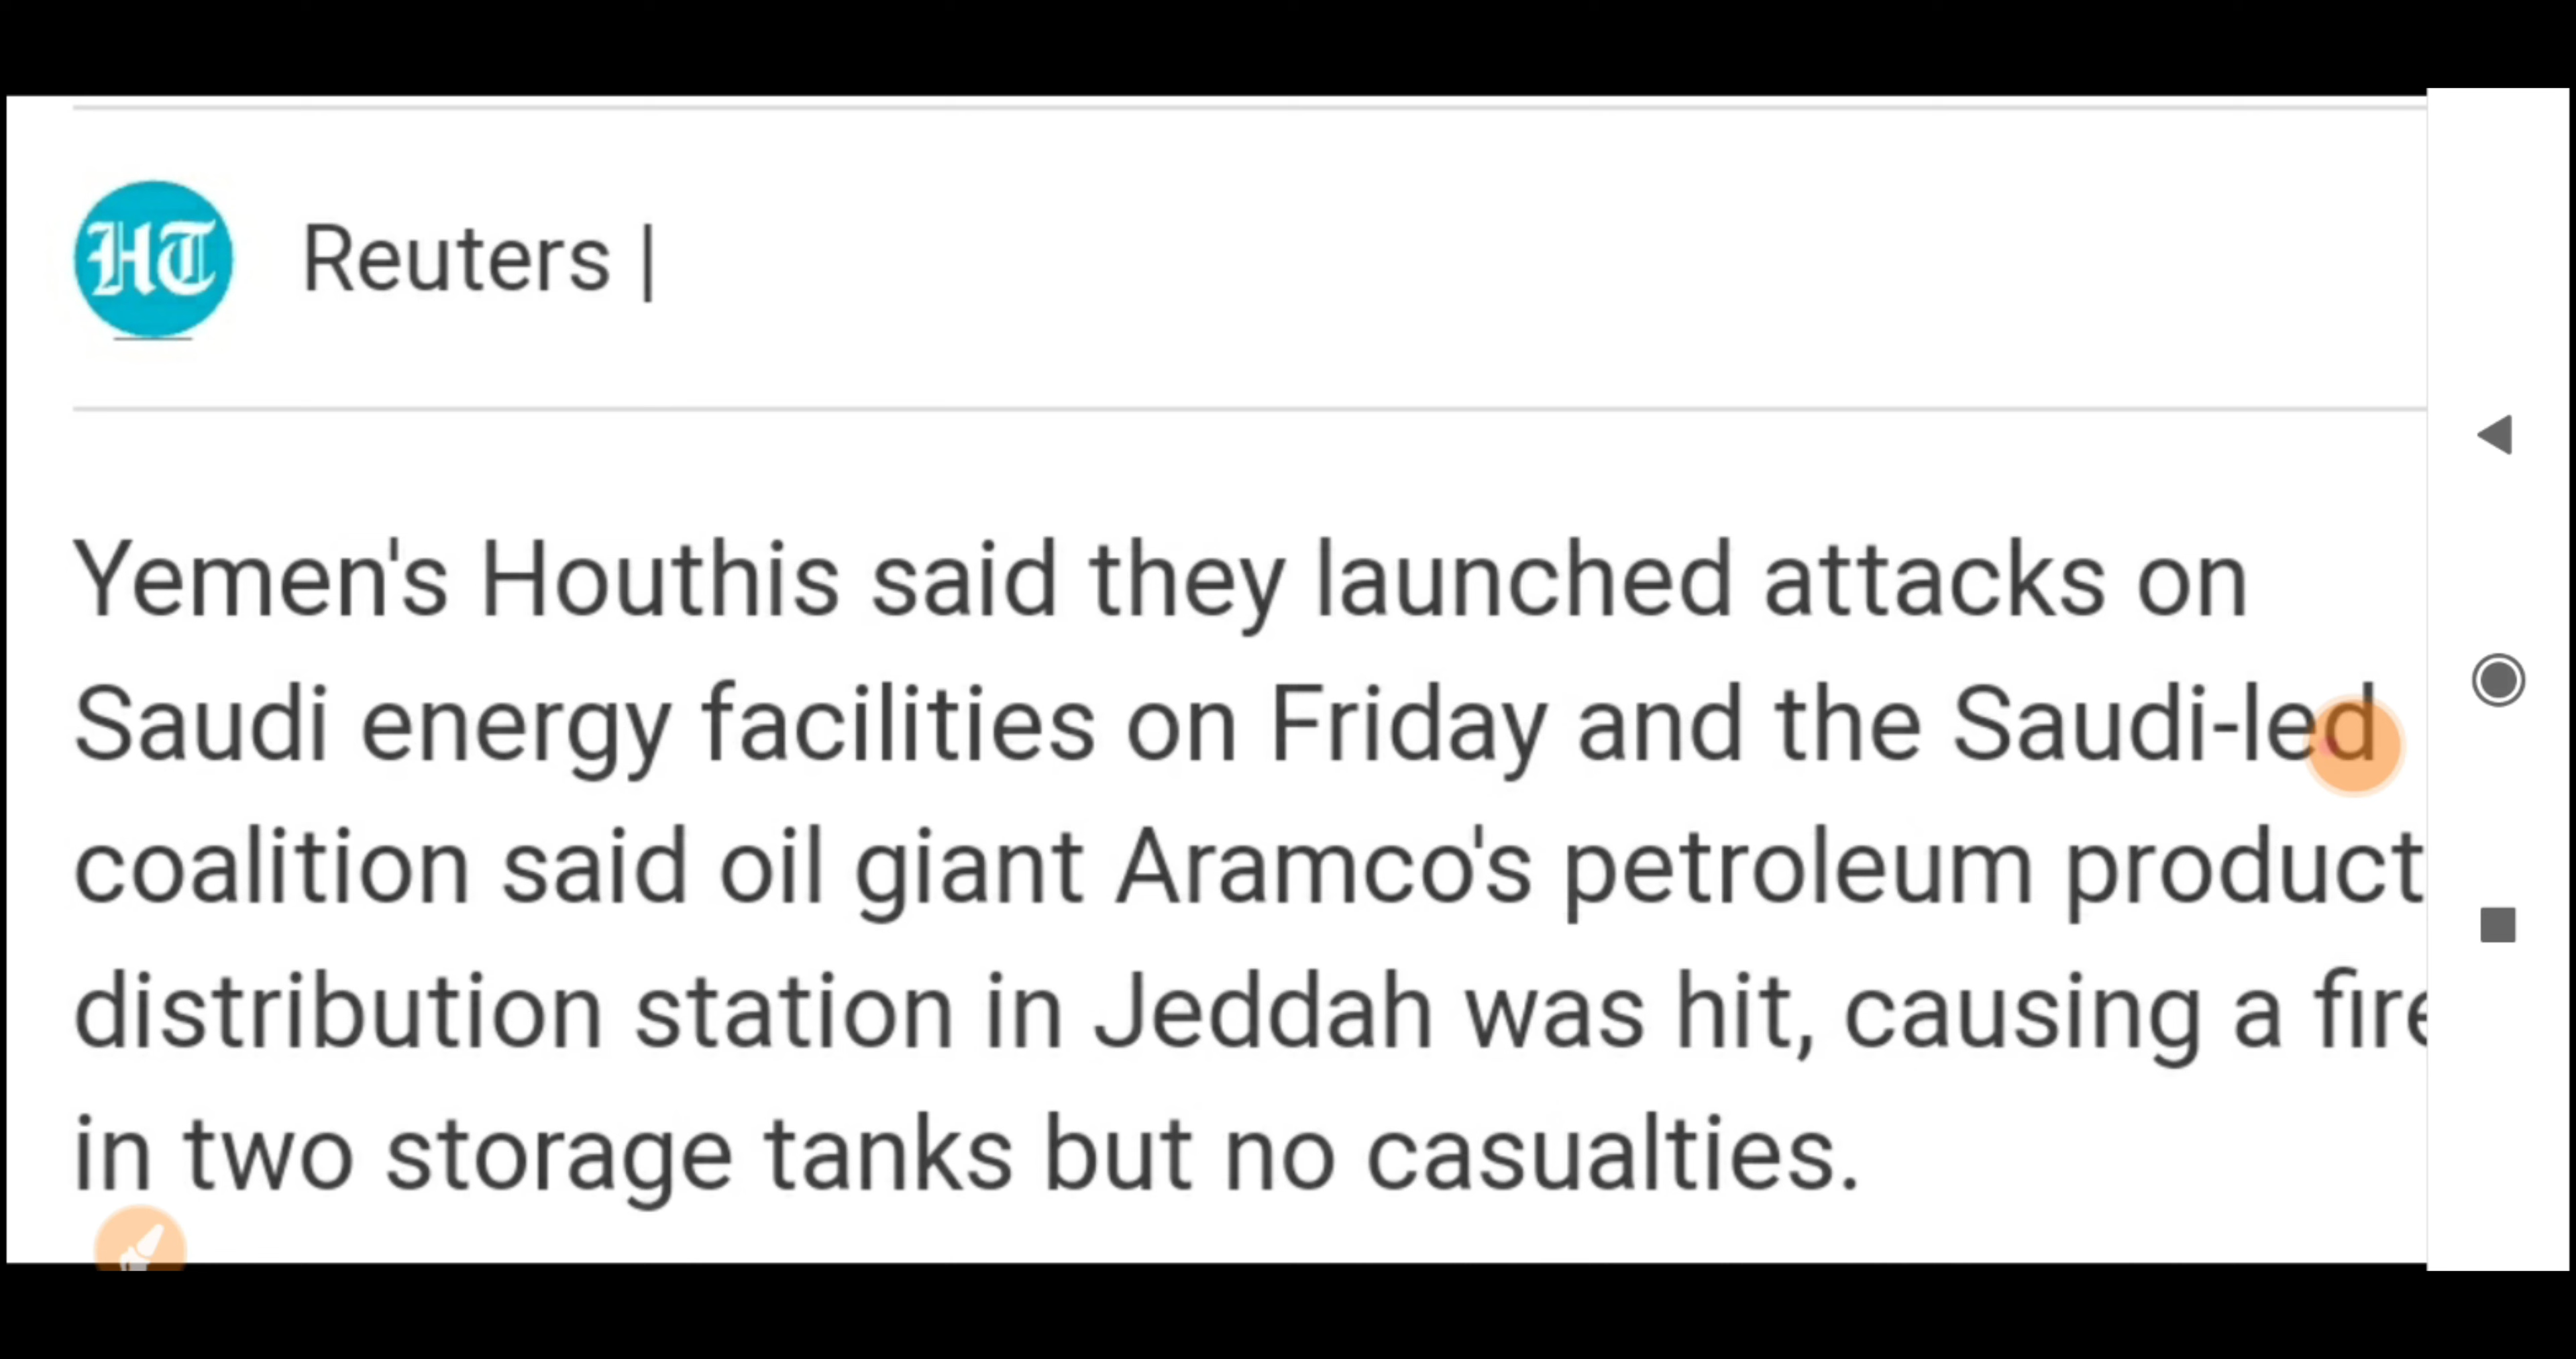 HT
Reuters |
Yemen's Houthis said they launched attacks on
Saudi energy facilities on Friday and the Saudi-led
coalition said oil giant Aramco's petroleum product
distribution station in Jeddah was hit, causing a fire
in two storage tanks but no casualties.